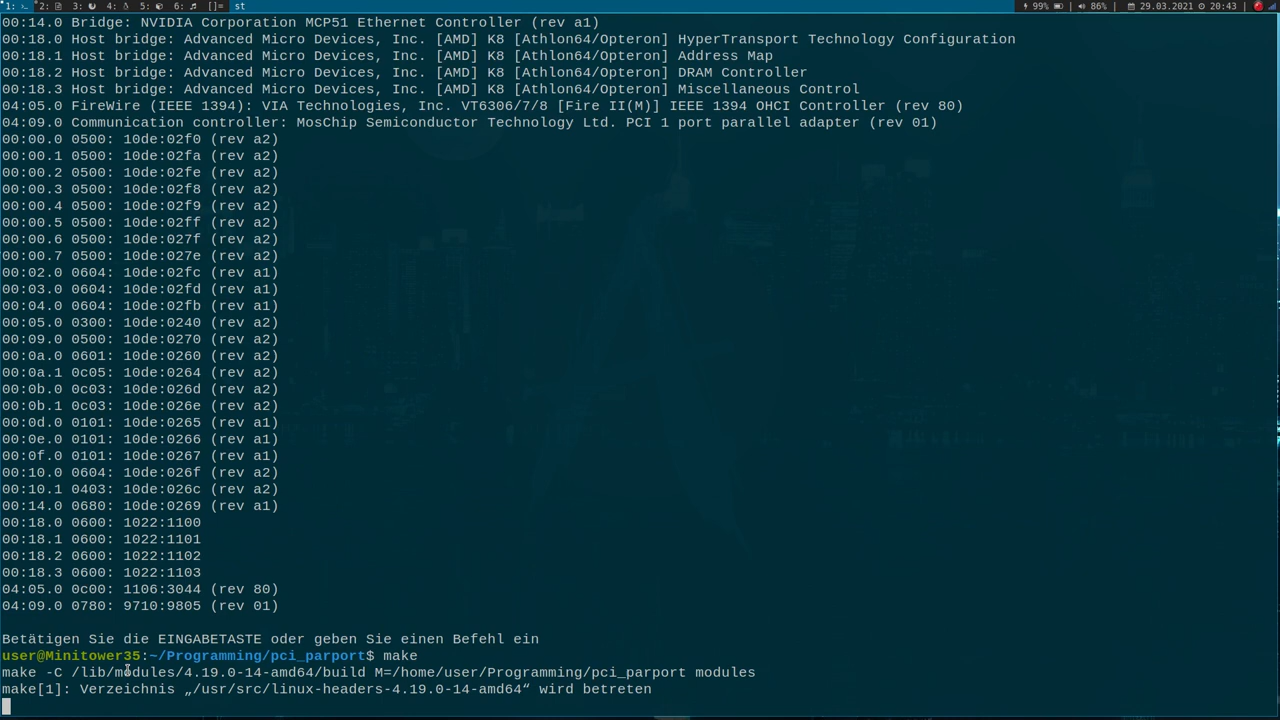 1: 2: 3: 4: 5: 6: []= st 99% | 86% | 29.03.2021 20:43 |
00:14.0 Bridge: NVIDIA Corporation MCP51 Ethernet Controller (rev a1)
00:18.0 Host bridge: Advanced Micro Devices, Inc. [AMD] K8 [Athlon64/Opteron] HyperTransport Technology Configuration
00:18.1 Host bridge: Advanced Micro Devices, Inc. [AMD] K8 [Athlon64/Opteron] Address Map
00:18.2 Host bridge: Advanced Micro Devices, Inc. [AMD] K8 [Athlon64/Opteron] DRAM Controller
00:18.3 Host bridge: Advanced Micro Devices, Inc. [AMD] K8 [Athlon64/Opteron] Miscellaneous Control
04:05.0 FireWire (IEEE 1394): VIA Technologies, Inc. VT6306/7/8 [Fire II(M)] IEEE 1394 OHCI Controller (rev 80)
04:09.0 Communication controller: MosChip Semiconductor Technology Ltd. PCI 1 port parallel adapter (rev 01)
00:00.0 0500: 10de:02f0 (rev a2)
00:00.1 0500: 10de:02fa (rev a2)
00:00.2 0500: 10de:02fe (rev a2)
00:00.3 0500: 10de:02f8 (rev a2)
00:00.4 0500: 10de:02f9 (rev a2)
00:00.5 0500: 10de:02ff (rev a2)
00:00.6 0500: 10de:027f (rev a2)
00:00.7 0500: 10de:027e (rev a2)
00:02.0 0604: 10de:02fc (rev a1)
00:03.0 0604: 10de:02fd (rev a1)
00:04.0 0604: 10de:02fb (rev a1)
00:05.0 0300: 10de:0240 (rev a2)
00:09.0 0500: 10de:0270 (rev a2)
00:0a.0 0601: 10de:0260 (rev a2)
00:0a.1 0c05: 10de:0264 (rev a2)
00:0b.0 0c03: 10de:026d (rev a2)
00:0b.1 0c03: 10de:026e (rev a2)
00:0d.0 0101: 10de:0265 (rev a1)
00:0e.0 0101: 10de:0266 (rev a1)
00:0f.0 0101: 10de:0267 (rev a1)
00:10.0 0604: 10de:026f (rev a2)
00:10.1 0403: 10de:026c (rev a2)
00:14.0 0680: 10de:0269 (rev a1)
00:18.0 0600: 1022:1100
00:18.1 0600: 1022:1101
00:18.2 0600: 1022:1102
00:18.3 0600: 1022:1103
04:05.0 0c00: 1106:3044 (rev 80)
04:09.0 0780: 9710:9805 (rev 01)
Betätigen Sie die EINGABETASTE oder geben Sie einen Befehl ein
user@Minitower35:~/Programming/pci_parport$ make
make -C /lib/modules/4.19.0-14-amd64/build M=/home/user/Programming/pci_parport modules
make[1]: Verzeichnis „/usr/src/linux-headers-4.19.0-14-amd64“ wird betreten